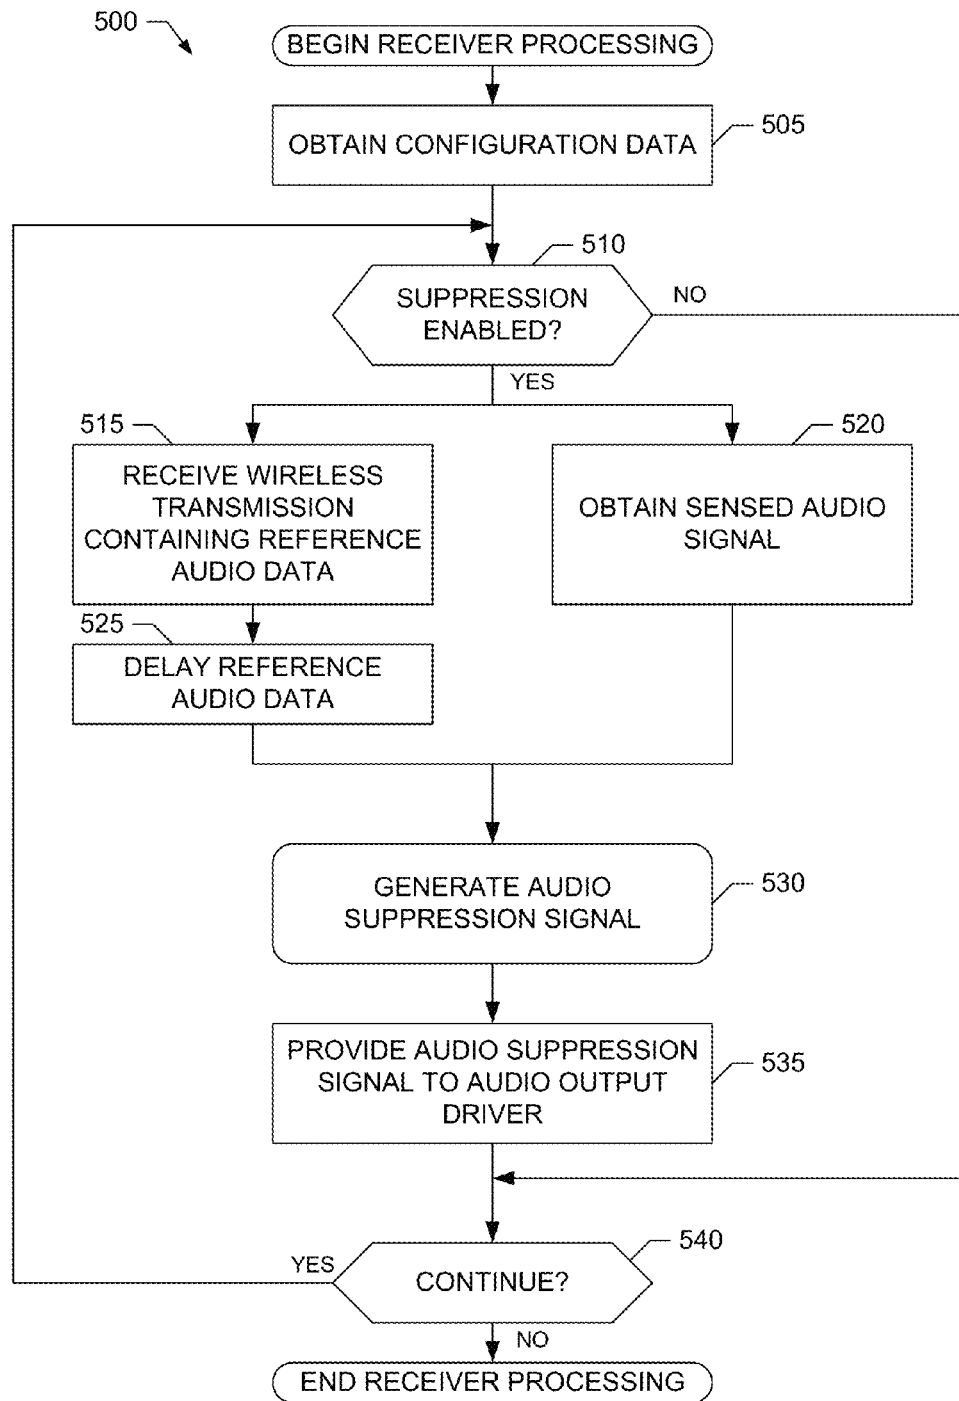 500
BEGIN RECEIVER PROCESSING
505
OBTAIN CONFIGURATION DATA
510
SUPPRESSION
ENABLED?
NO
YES
515
RECEIVE WIRELESS
TRANSMISSION
CONTAINING REFERENCE
AUDIO DATA
520
OBTAIN SENSED AUDIO
SIGNAL
525
DELAY REFERENCE
AUDIO DATA
GENERATE AUDIO
SUPPRESSION SIGNAL
530
PROVIDE AUDIO SUPPRESSION
SIGNAL TO AUDIO OUTPUT
DRIVER
535
540
YES
CONTINUE?
NO
END RECEIVER PROCESSING